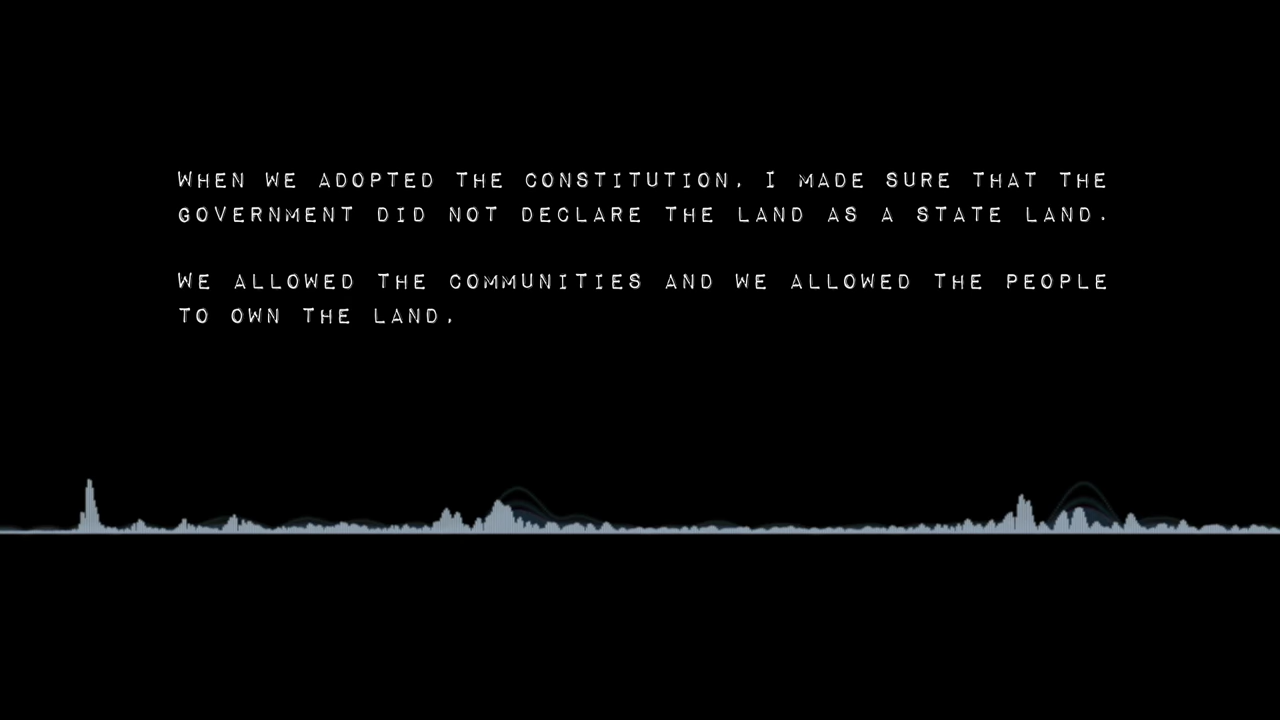 WHEN WE ADOPTED THE CONSTITUTION, I MADE SURE THAT THE
GOVERNMENT DID NOT DECLARE THE LAND AS A STATE LAND.
WE ALLOWED THE COMMUNITIES AND WE ALLOWED THE PEOPLE
TO OWN THE LAND.